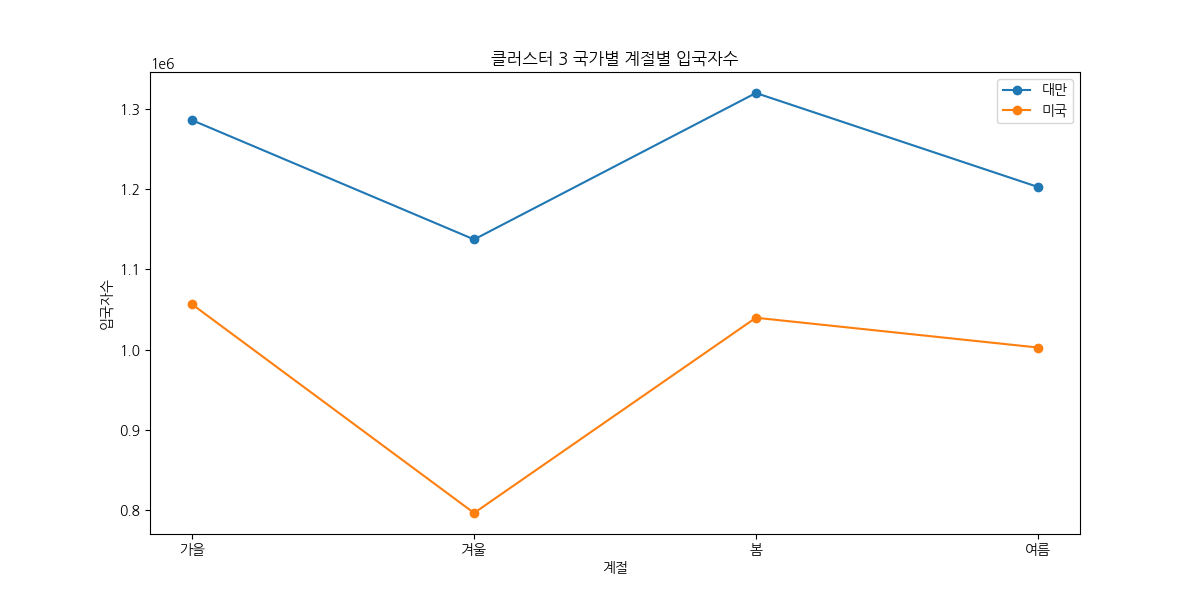 클러스터 3 국가별 계절별 입국자수
1e6
대만
미국
1.3
1.2
1.1
1.0
0.9
0.8
입국자수
가을 겨울 봄 여름
계절